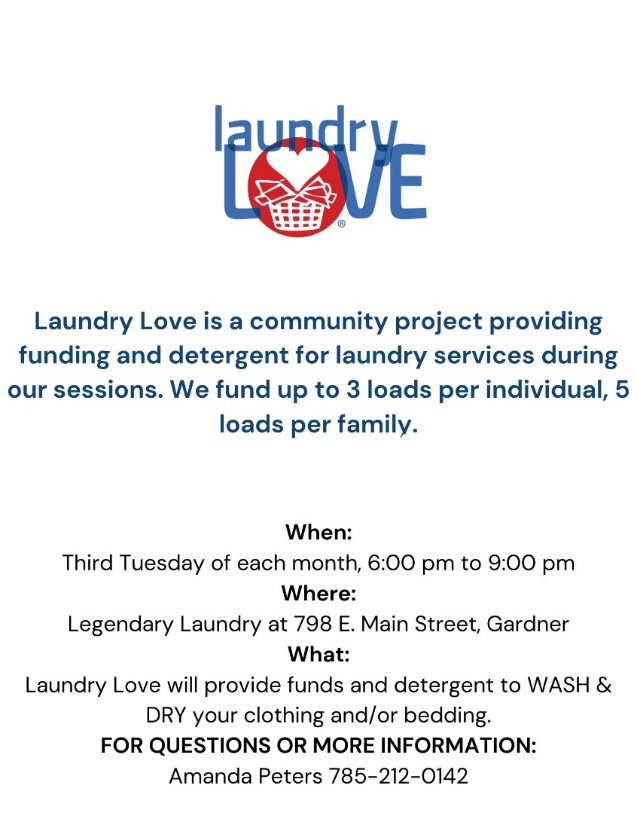 laundry
LOVE
®
Laundry Love is a community project providing
funding and detergent for laundry services during
our sessions. We fund up to 3 loads per individual, 5
loads per family.
When:
Third Tuesday of each month, 6:00 pm to 9:00 pm
Where:
Legendary Laundry at 798 E. Main Street, Gardner
What:
Laundry Love will provide funds and detergent to WASH &
DRY your clothing and/or bedding.
FOR QUESTIONS OR MORE INFORMATION:
Amanda Peters 785-212-0142